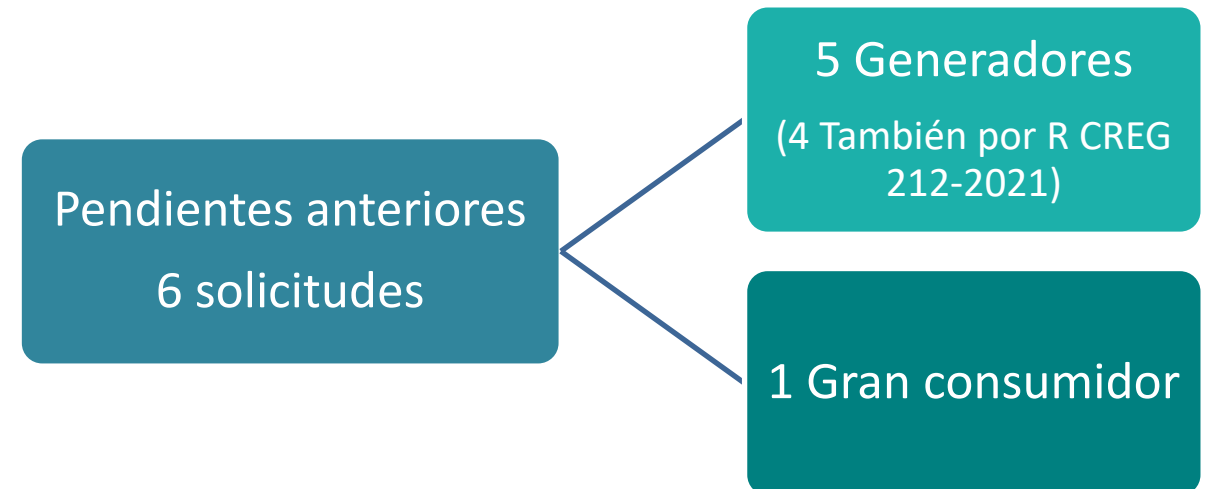 Pendientes anteriores
6 solicitudes
5 Generadores
(4 También por R CREG
212-2021)
1 Gran consumidor